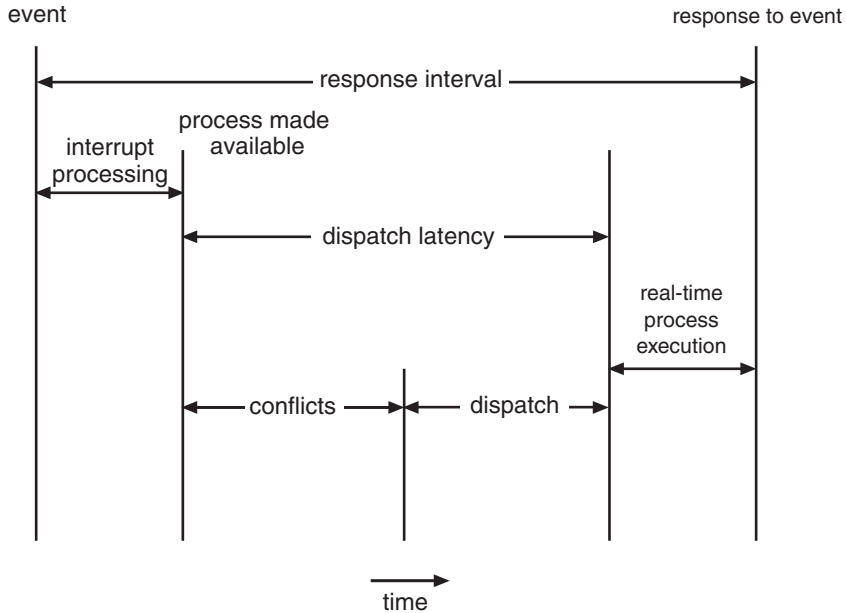 event
response to event
response interval
process made
available
interrupt
processing
dispatch latency
real-time
process
execution
conflicts
dispatch
time